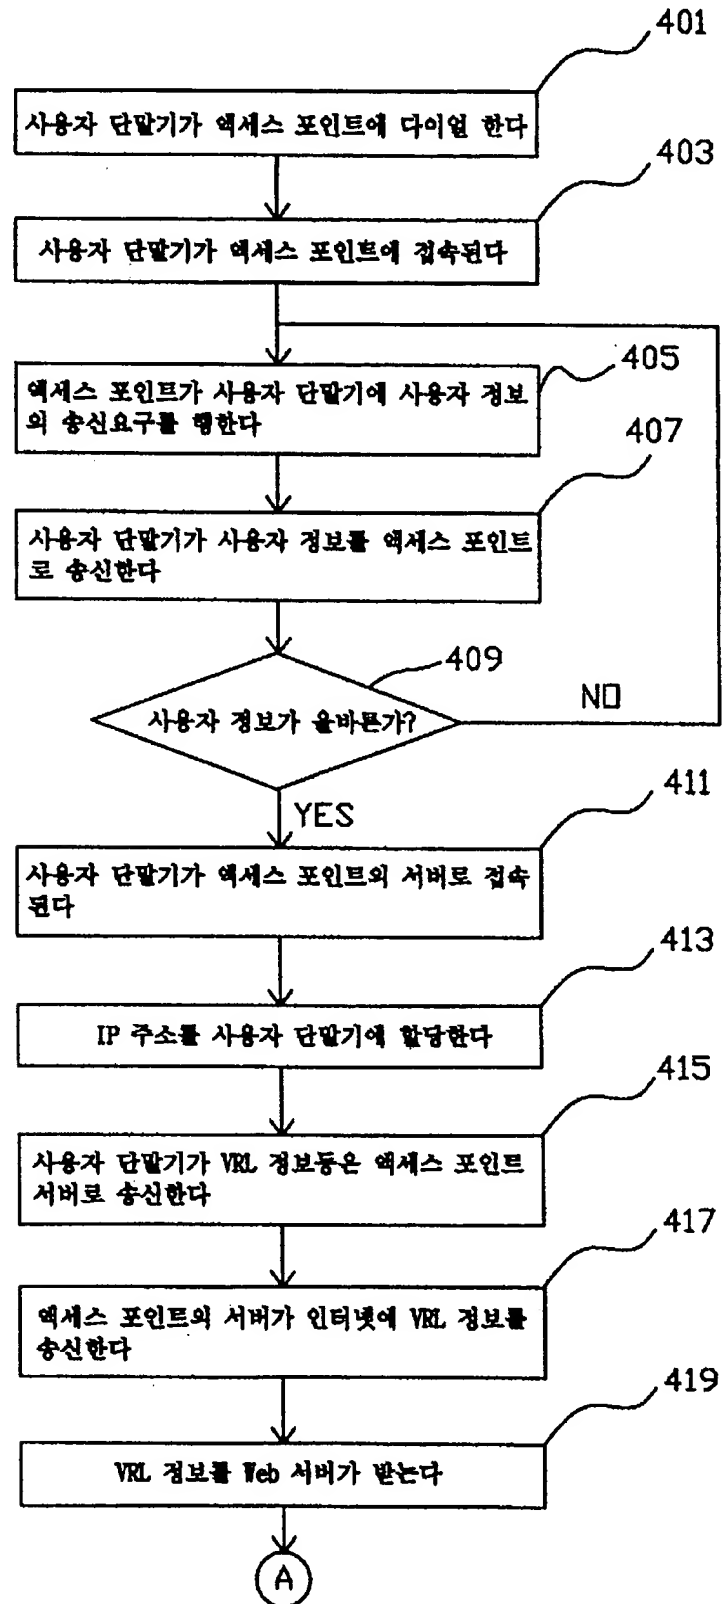 401
사용자 단말기가 액세스 포인트에 다이얼 한다
403
사용자 단말기가 액세스 포인트에 접속된다
405
액세스 포인트가 사용자 단말기에 사용자 정보
의 송신요구를 행한다
407
사용자 단말기가 사용자 정보를 액세스 포인트
로 송신한다
409
사용자 정보가 올바른가?
NO
YES
411
사용자 단말기가 액세스 포인트의 서버로 접속
된다
413
IP 주소를 사용자 단말기에 할당한다
415
사용자 단말기가 VRL 정보등은 액세스 포인트
서버로 송신한다
417
액세스 포인트의 서버가 인터넷에 VRL 정보를
송신한다
419
VRL 정보를 Web 서버가 받는다
A